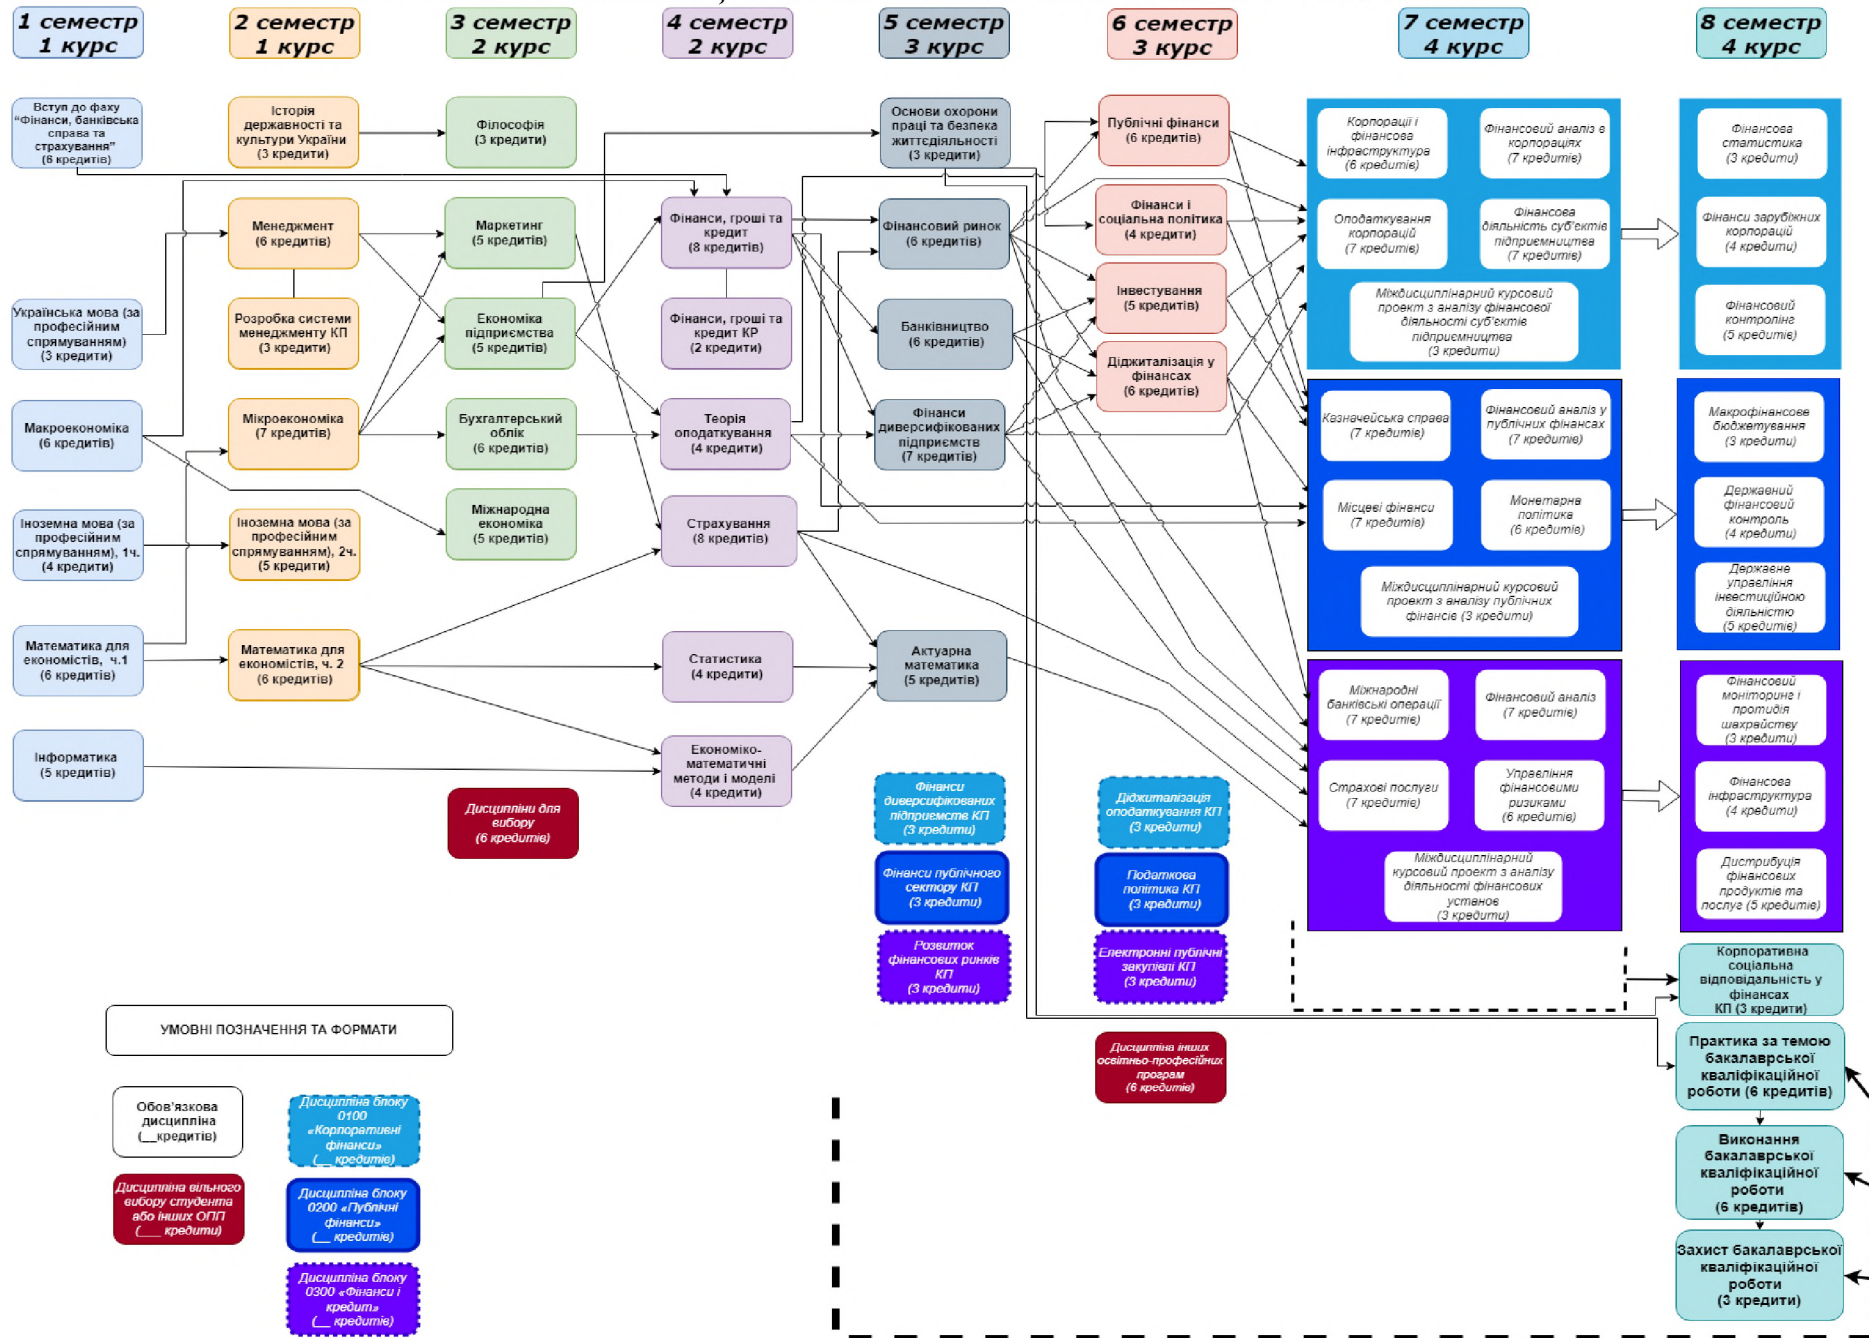 1 семестр
1 курс
2 семестр
1 курс
3 семестр
2 курс
4 семестр
2 курс
5 семестр
3 курс
6 семестр
3 курс
7 семестр
4 курс
8 семестр
4 курс
Вступ до фаху
"Фінанси, банківська
справа та
страхування"
(6 кредитів)
Українська мова (за
професійним
спрямуванням)
(3 кредити)
Макроекономіка
(6 кредитів)
Іноземна мова (за
професійним
спрямуванням), 1ч.
(4 кредити)
Математика для
економістів, ч.1
(6 кредитів)
Інформатика
(5 кредитів)
Історія
державності та
культури України
(3 кредити)
Менеджмент
(6 кредитів)
Розробка системи
менеджменту КП
(3 кредити)
Мікроекономіка
(7 кредитів)
Іноземна мова (за
професійним
спрямуванням), 2ч.
(5 кредити)
Математика для
економістів, ч. 2
(6 кредитів)
Філософія
(3 кредити)
Маркетинг
(5 кредитів)
Економіка
підприємства
(5 кредитів)
Бухгалтерський
облік
(6 кредитів)
Міжнародна
економіка
(5 кредитів)
Дисципліни для
вибору
(6 кредитів)
Фінанси, гроші та
кредит
(8 кредитів)
Фінанси, гроші та
кредит КР
(2 кредити)
Теорія
оподаткування
(4 кредити)
Страхування
(8 кредитів)
Статистика
(4 кредити)
Економіко-
математичні
методи і моделі
(4 кредити)
Основи охорони
праці та безпека
життєдіяльності
(3 кредити)
Фінансовий ринок
(6 кредитів)
Банківництво
(6 кредитів)
Фінанси
диверсифікованих
підприємств
(7 кредитів)
Актуарна
математика
(5 кредитів)
Фінанси
диверсифікованих
підприємств КП
(3 кредити)
Фінанси публічного
сектору КП
(3 кредити)
Розвиток
фінансових ринків
КП
(3 кредити)
Публічні фінанси
(6 кредитів)
Фінанси і
соціальна політика
(4 кредити)
Інвестування
(5 кредитів)
Діджиталізація у
фінансах
(6 кредитів)
Діджиталізація
оподаткування КП
(3 кредити)
Податкова
політика КП
(3 кредити)
Електронні публічні
закупівлі КП
(3 кредити)
Дисципліна інших
освітньо-професійних
програм
(6 кредитів)
Корпорації і
фінансова
інфраструктура
(6 кредитів)
Фінансовий аналіз в
корпораціях
(7 кредитів)
Оподаткування
корпорацій
(7 кредитів)
Фінансова
діяльність суб'єктів
підприємництва
(7 кредитів)
Міждисциплінарний курсовий
проект з аналізу фінансової
діяльності суб'єктів
підприємництва
(3 кредити)
Казначейська справа
(7 кредитів)
Фінансовий аналіз у
публічних фінансах
(7 кредитів)
Місцеві фінанси
(7 кредитів)
Монетарна
політика
(6 кредитів)
Міждисциплінарний курсовий
проект з аналізу публічних
фінансів (3 кредити)
Міжнародні
банківські операції
(7 кредитів)
Фінансовий аналіз
(7 кредитів)
Страхові послуги
(7 кредитів)
Управління
фінансовими
ризиками
(6 кредитів)
Міждисциплінарний
курсовий проект з аналізу
діяльності фінансових
установ
(3 кредити)
Фінансова
статистика
(3 кредити)
Фінанси зарубіжних
корпорацій
(4 кредити)
Фінансовий
контролінг
(5 кредитів)
Макрофінансове
бюджетування
(3 кредити)
Державний
фінансовий
контроль
(4 кредити)
Державне
управління
інвестиційною
діяльністю
(5 кредитів)
Фінансовий
моніторинг і
протидія
шахрайству
(3 кредити)
Фінансова
інфраструктура
(4 кредити)
Дистрибуція
фінансових
продуктів та
послуг (5 кредитів)
Корпоративна
соціальна
відповідальність у
фінансах
КП (3 кредити)
Практика за темою
бакалаврської
кваліфікаційної
роботи (6 кредитів)
Виконання
бакалаврської
кваліфікаційної
роботи
(6 кредитів)
Захист бакалаврської
кваліфікаційної
роботи
(3 кредити)
УМОВНІ ПОЗНАЧЕННЯ ТА ФОРМАТИ
Обов'язкова
дисципліна
(__кредитів)
Дисципліна вільного
вибору студента
або інших ОПП
(___ кредити)
Дисципліна блоку
0100
«Корпоративні
фінанси»
(__ кредитів)
Дисципліна блоку
0200 «Публічні
фінанси»
(__ кредитів)
Дисципліна блоку
0300 «Фінанси і
кредит»
(__ кредитів)